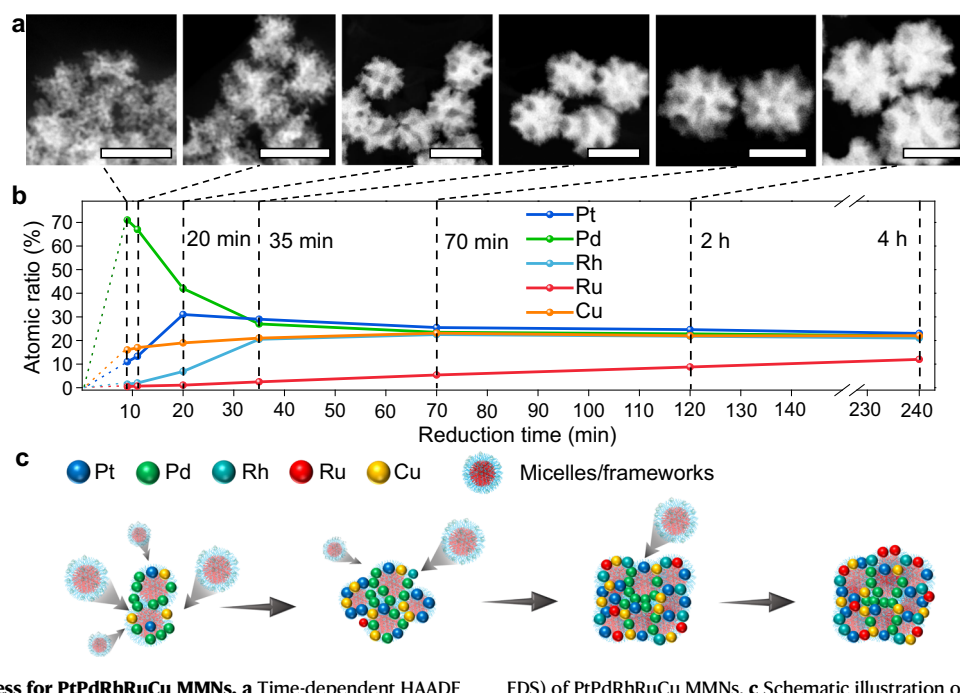 a
b
Atomic ratio (%)
70
60
50
40
30
20
10
0
20 min
35 min
70 min
2 h
4 h
Pt
Pd
Rh
Ru
Cu
10 20 30 40 50 60 70 80 90 100 110 120 130 140 230 240
Reduction time (min)
c
Pt Pd Rh Ru Cu Micelles/frameworks
ess for PtPdRhRuCu MMNs. a Time-dependent HAADF
EDS) of PtPdRhRuCu MMNs. c Schematic illustration o